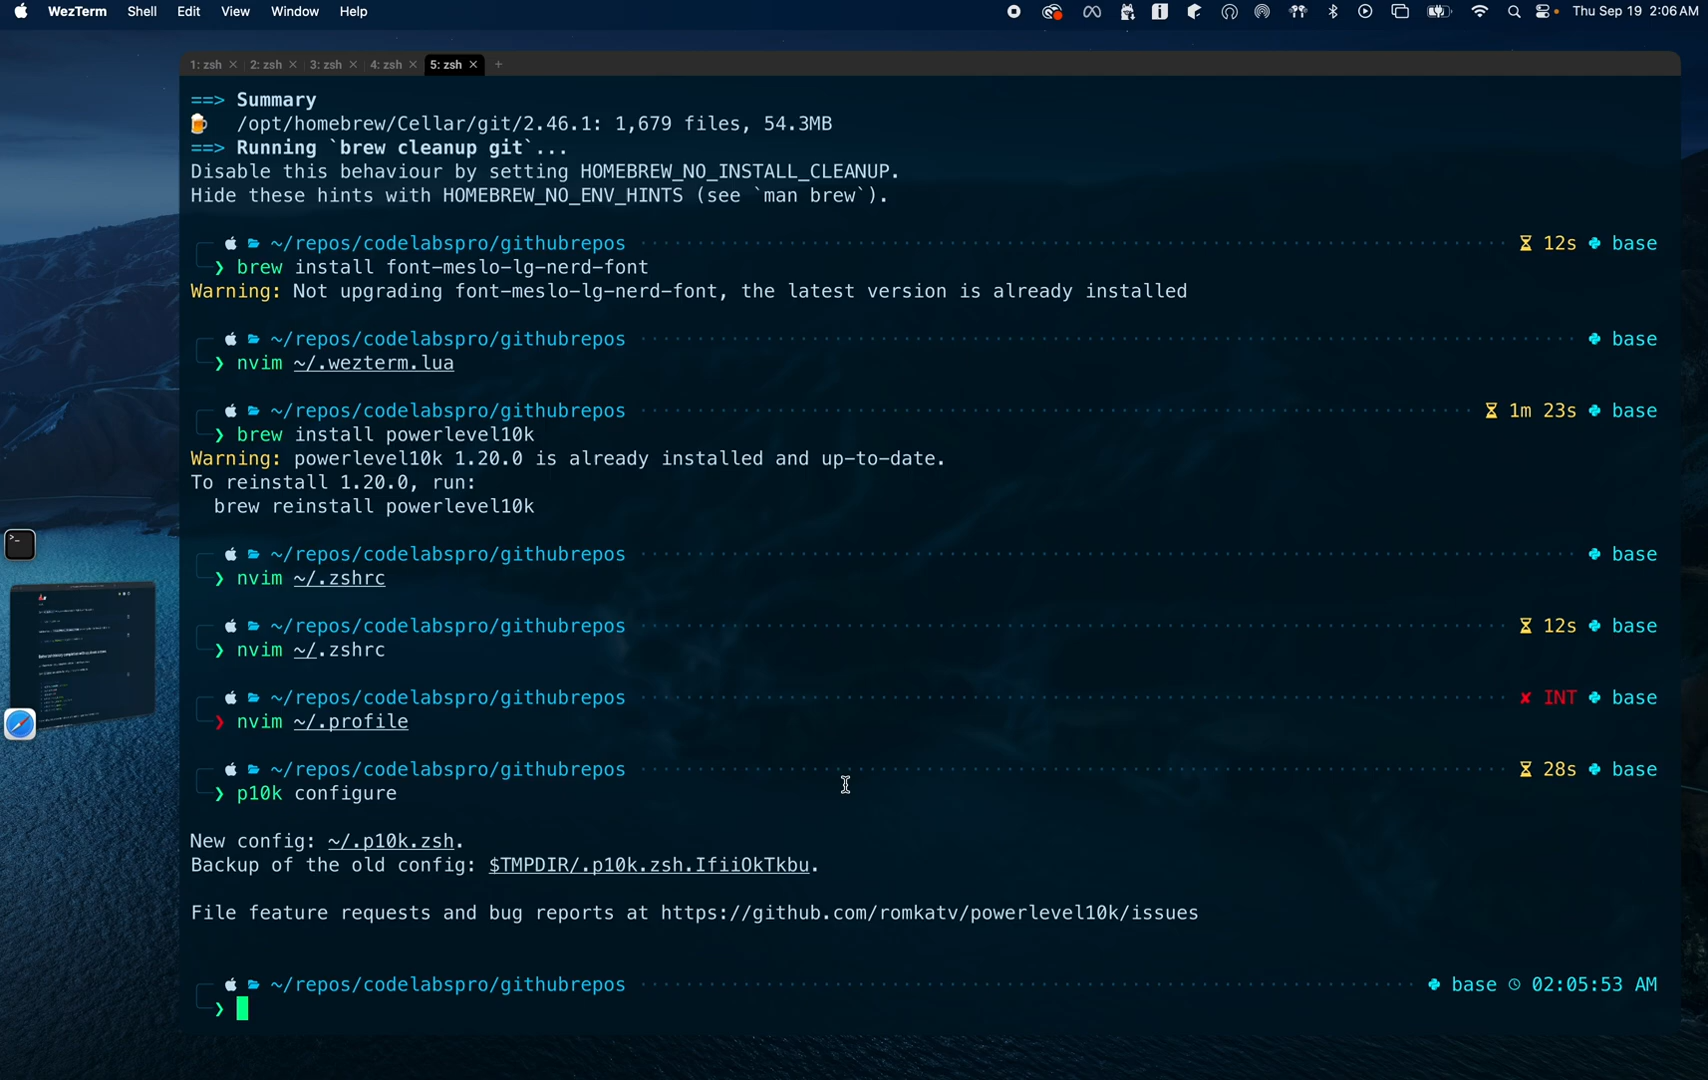 WezTerm Shell Edit View Window Help Thu Sep 19 2:06 AM
1: zsh × 2: zsh × 3: zsh × 4: zsh × 5: zsh × +
==> Summary
🍺 /opt/homebrew/Cellar/git/2.46.1: 1,679 files, 54.3MB
==> Running `brew cleanup git`...
Disable this behaviour by setting HOMEBREW_NO_INSTALL_CLEANUP.
Hide these hints with HOMEBREW_NO_ENV_HINTS (see `man brew`).
~/repos/codelabspro/githubrepos 12s base
❯ brew install font-meslo-lg-nerd-font
Warning: Not upgrading font-meslo-lg-nerd-font, the latest version is already installed
~/repos/codelabspro/githubrepos base
❯ nvim ~/.wezterm.lua
~/repos/codelabspro/githubrepos 1m 23s base
❯ brew install powerlevel10k
Warning: powerlevel10k 1.20.0 is already installed and up-to-date.
To reinstall 1.20.0, run:
  brew reinstall powerlevel10k
~/repos/codelabspro/githubrepos base
❯ nvim ~/.zshrc
~/repos/codelabspro/githubrepos 12s base
❯ nvim ~/.zshrc
~/repos/codelabspro/githubrepos ✘ INT base
❯ nvim ~/.profile
~/repos/codelabspro/githubrepos 28s base
❯ p10k configure
New config: ~/.p10k.zsh.
Backup of the old config: $TMPDIR/.p10k.zsh.IfiiOkTkbu.
File feature requests and bug reports at https://github.com/romkatv/powerlevel10k/issues
~/repos/codelabspro/githubrepos base 02:05:53 AM
❯